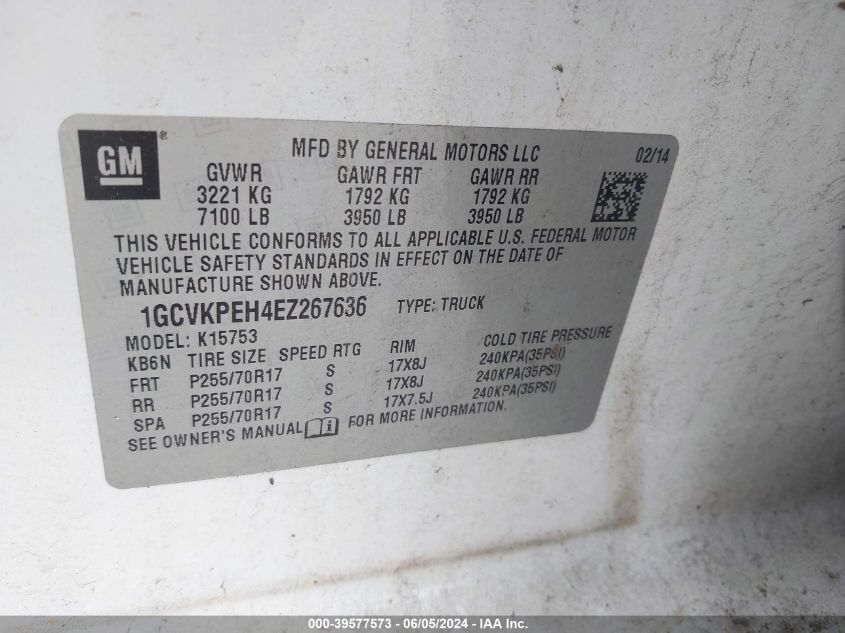 GM ®
MFD BY GENERAL MOTORS LLC 02/14
GVWR GAWR FRT GAWR RR
3221 KG 1792 KG 1792 KG
7100 LB 3950 LB 3950 LB
THIS VEHICLE CONFORMS TO ALL APPLICABLE U.S. FEDERAL MOTOR
VEHICLE SAFETY STANDARDS IN EFFECT ON THE DATE OF
MANUFACTURE SHOWN ABOVE.
1GCVKPEH4EZ267636 TYPE: TRUCK
MODEL: K15753
KB6N TIRE SIZE SPEED RTG RIM COLD TIRE PRESSURE
FRT P255/70R17 S 17X8J 240KPA(35PSI)
RR P255/70R17 S 17X8J 240KPA(35PSI)
SPA P255/70R17 S 17X7.5J 240KPA(35PSI)
SEE OWNER'S MANUAL i FOR MORE INFORMATION.
000-39577573 - 06/05/2024 - IAA Inc.